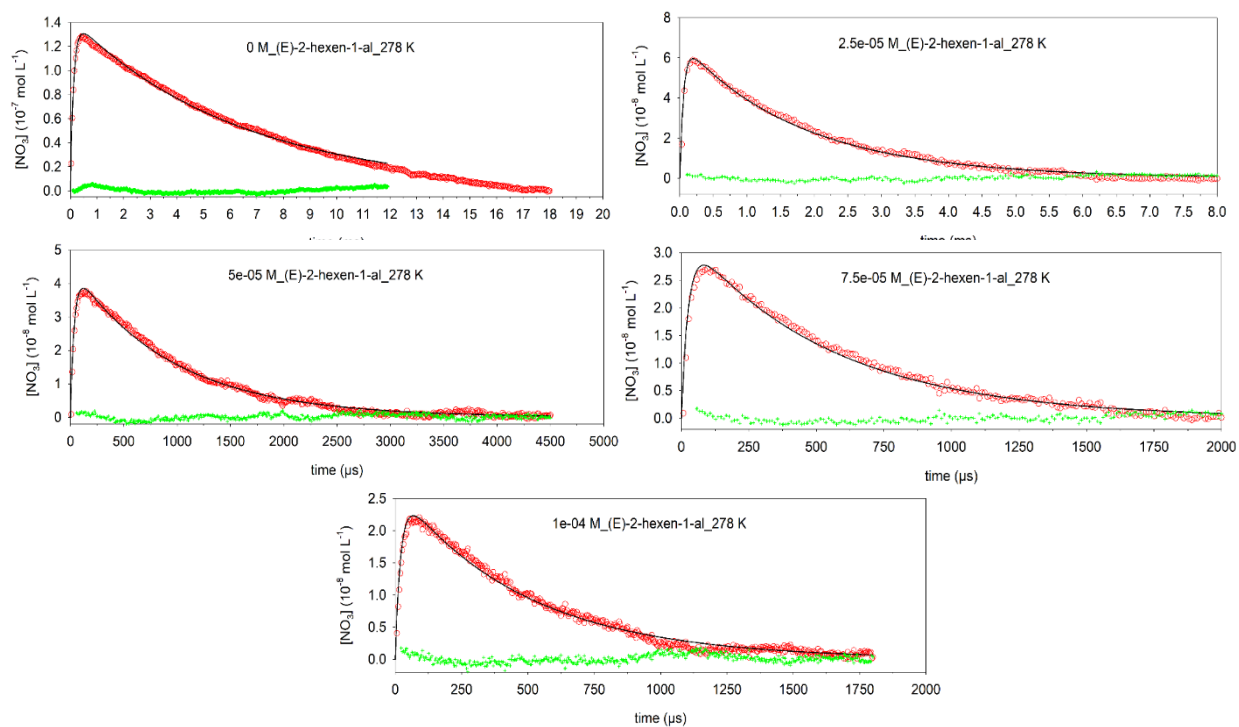 0 M_(E)-2-hexen-1-al_278 K
[NO3] (10^-7 mol L^-1)
1.4
1.2
1.0
0.8
0.6
0.4
0.2
0.0
0.0 1 2 3 4 5 6 7 8 9 10 11 12 13 14 15 16 17 18 19 20
time (ms)
2.5e-05 M_(E)-2-hexen-1-al_278 K
[NO3] (10^-8 mol L^-1)
8
6
4
2
0
0.0 0.5 1.0 1.5 2.0 2.5 3.0 3.5 4.0 4.5 5.0 5.5 6.0 6.5 7.0 7.5 8.0
time (ms)
5e-05 M_(E)-2-hexen-1-al_278 K
[NO3] (10^-8 mol L^-1)
5
4
3
2
1
0
0 500 1000 1500 2000 2500 3000 3500 4000 4500 5000
time (µs)
7.5e-05 M_(E)-2-hexen-1-al_278 K
[NO3] (10^-8 mol L^-1)
3.0
2.5
2.0
1.5
1.0
0.5
0.0
0 250 500 750 1000 1250 1500 1750 2000
time (µs)
1e-04 M_(E)-2-hexen-1-al_278 K
[NO3] (10^-8 mol L^-1)
2.5
2.0
1.5
1.0
0.5
0.0
0 250 500 750 1000 1250 1500 1750 2000
time (µs)